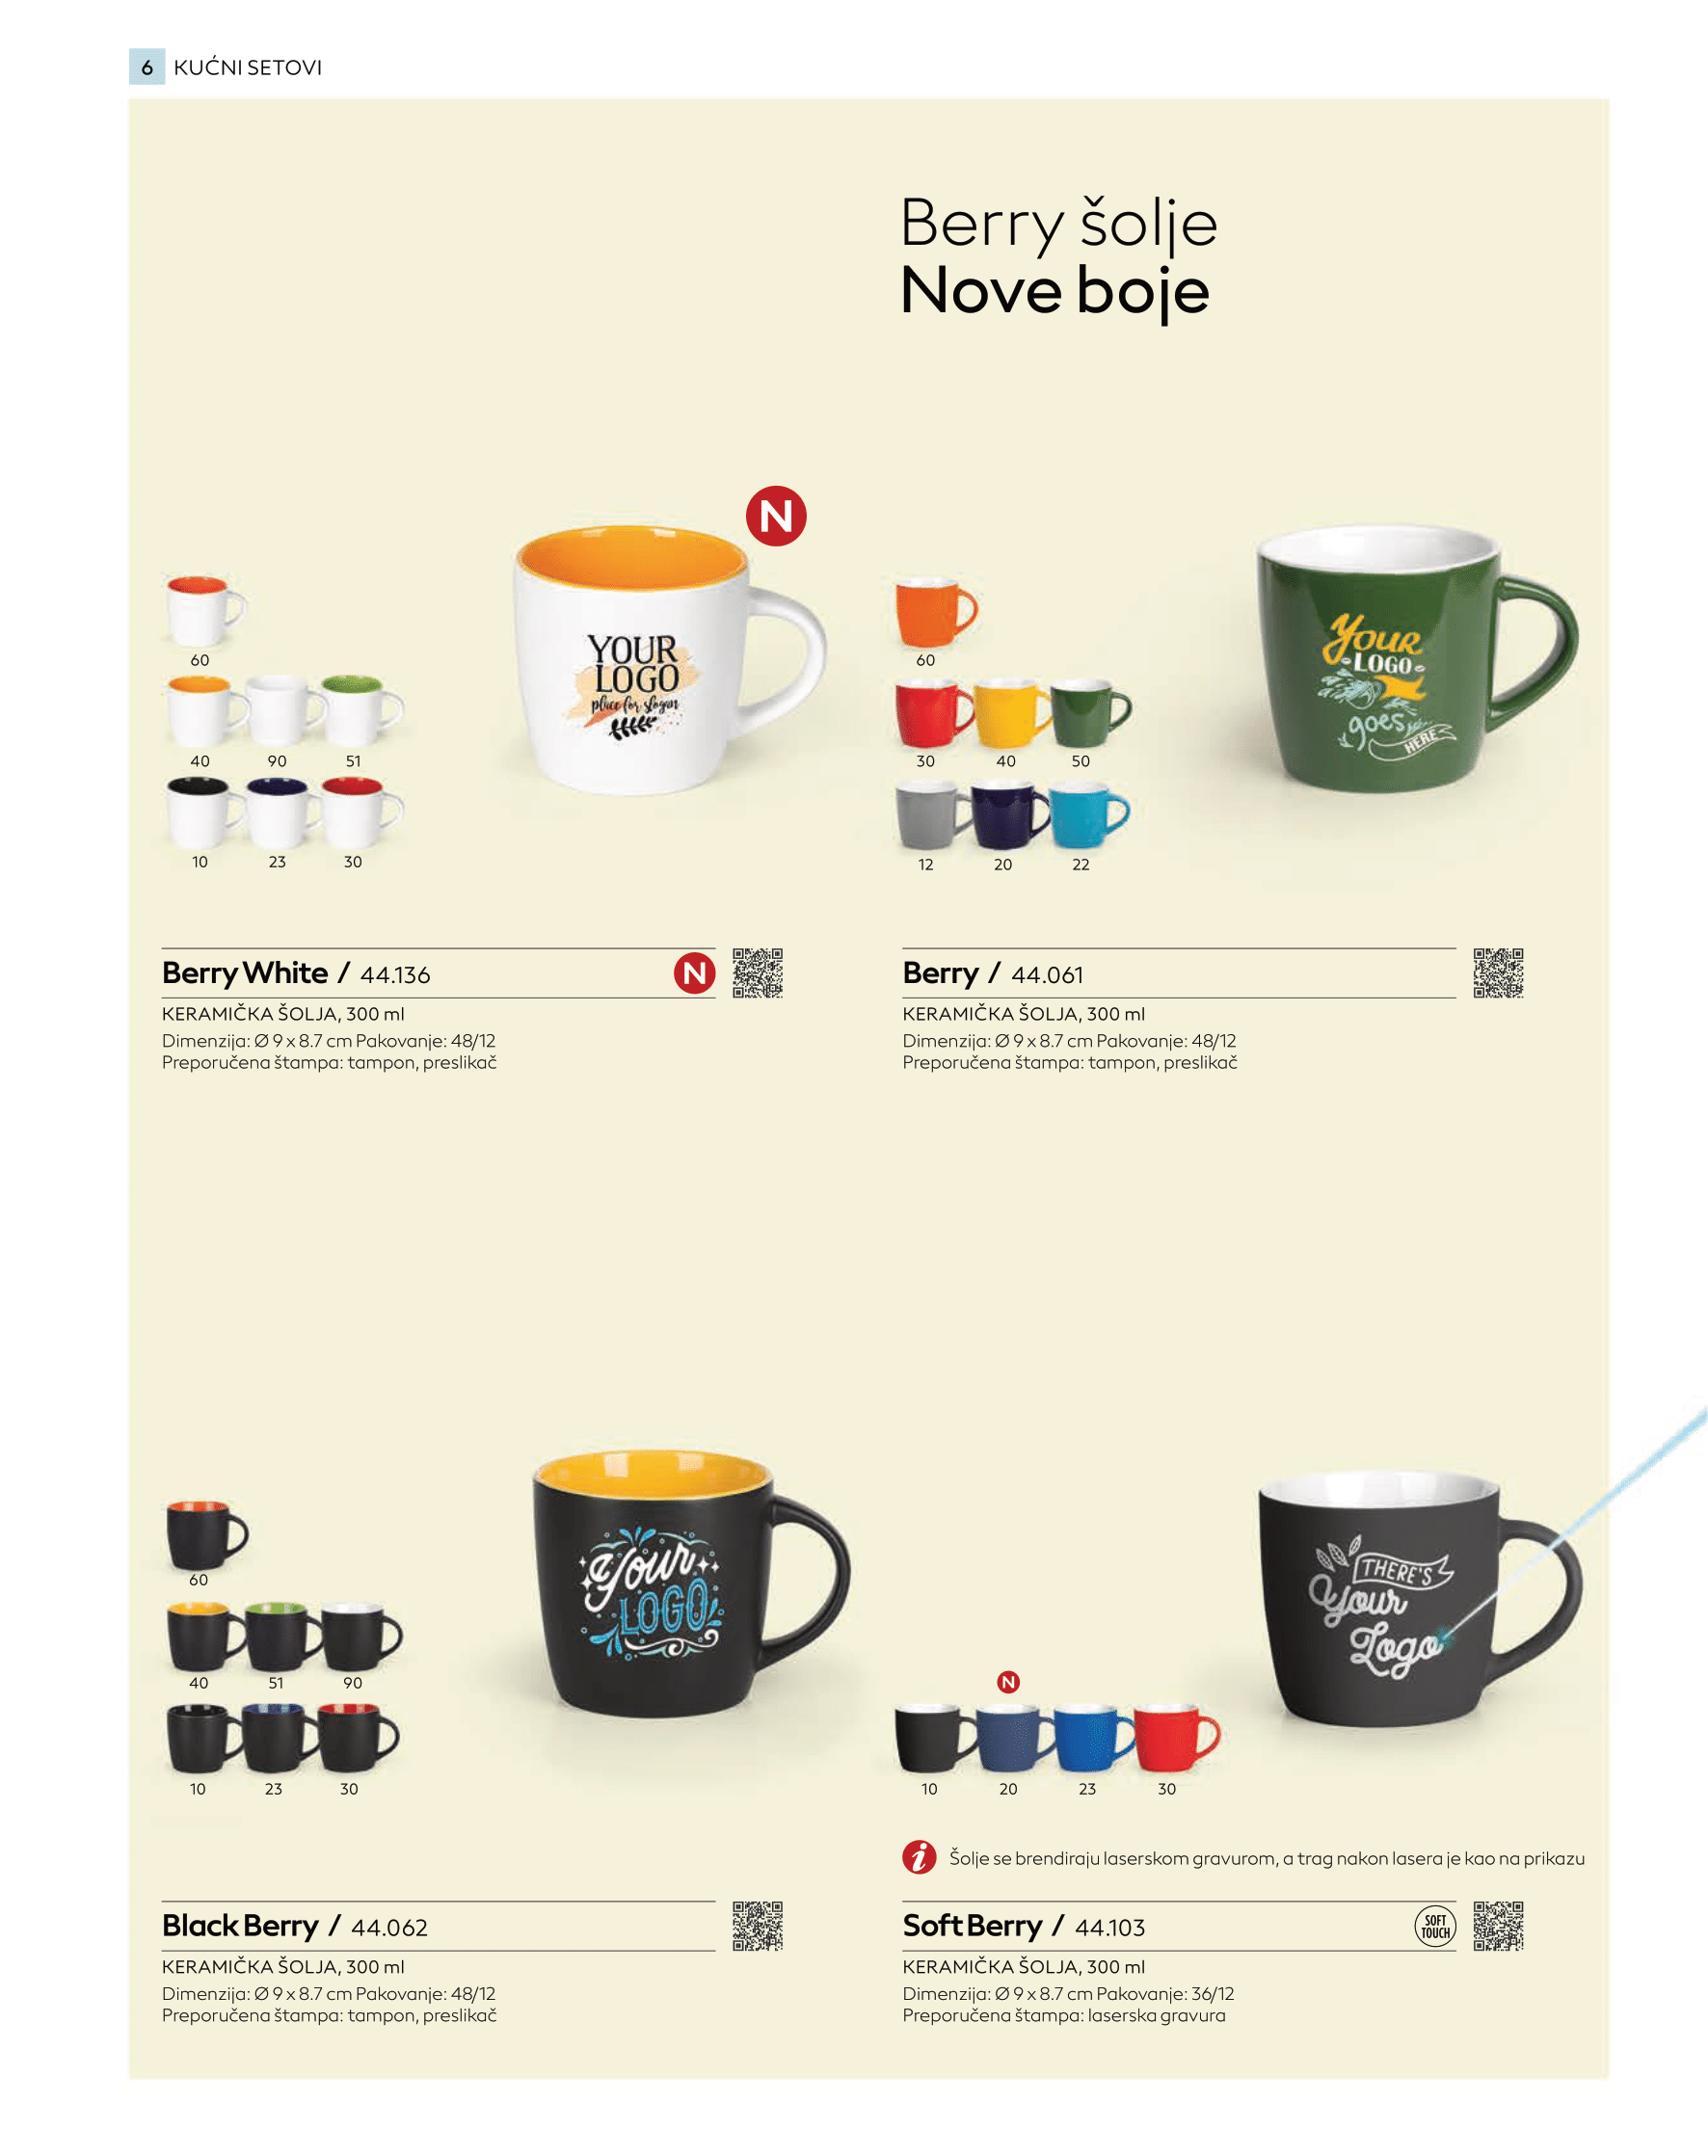 6 KUĆNI SETOVI
Berry šolje
Nove boje
N
YOUR
LOGO
place for slogan
60
40 90 51
10 23 30
YOUR
LOGO
goes
HERE
60
30 40 50
12 20 22
Berry White / 44.136 N
KERAMIČKA ŠOLJA, 300 ml
Dimenzija: Ø 9 x 8.7 cm Pakovanje: 48/12
Preporučena štampa: tampon, preslikač
Berry / 44.061
KERAMIČKA ŠOLJA, 300 ml
Dimenzija: Ø 9 x 8.7 cm Pakovanje: 48/12
Preporučena štampa: tampon, preslikač
Your
LOGO
60
40 51 90
10 23 30
THERE'S
Your
Logo
N
10 20 23 30
i Šolje se brendiraju laserskom gravurom, a trag nakon lasera je kao na prikazu
Black Berry / 44.062
KERAMIČKA ŠOLJA, 300 ml
Dimenzija: Ø 9 x 8.7 cm Pakovanje: 48/12
Preporučena štampa: tampon, preslikač
Soft Berry / 44.103
SOFT
TOUCH
KERAMIČKA ŠOLJA, 300 ml
Dimenzija: Ø 9 x 8.7 cm Pakovanje: 36/12
Preporučena štampa: laserska gravura